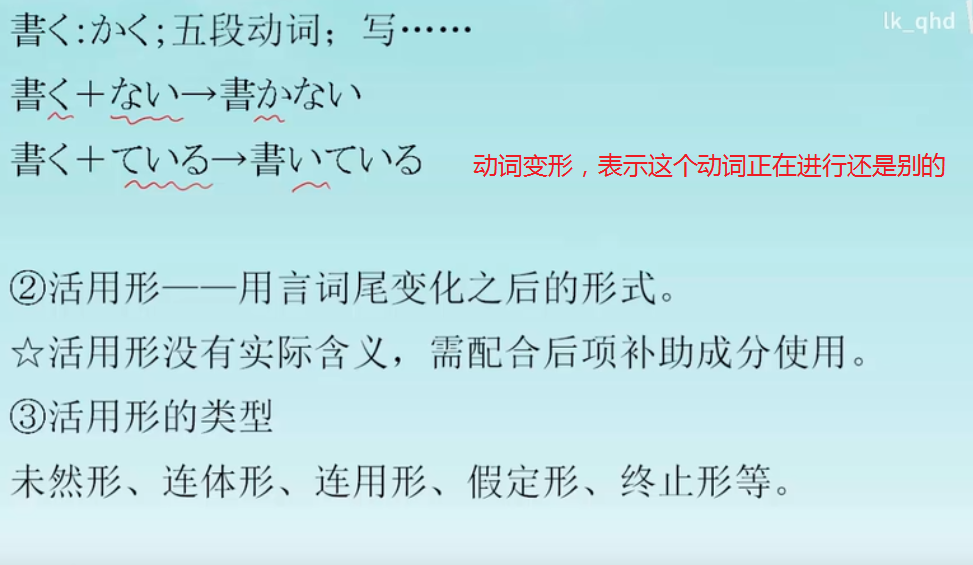 lk_qhd
書く:かく;五段动词；写……
書く＋ない→書かない
書く＋ている→書いている 动词变形，表示这个动词正在进行还是别的
②活用形——用言词尾变化之后的形式。
☆活用形没有实际含义，需配合后项补助成分使用。
③活用形的类型
未然形、连体形、连用形、假定形、终止形等。